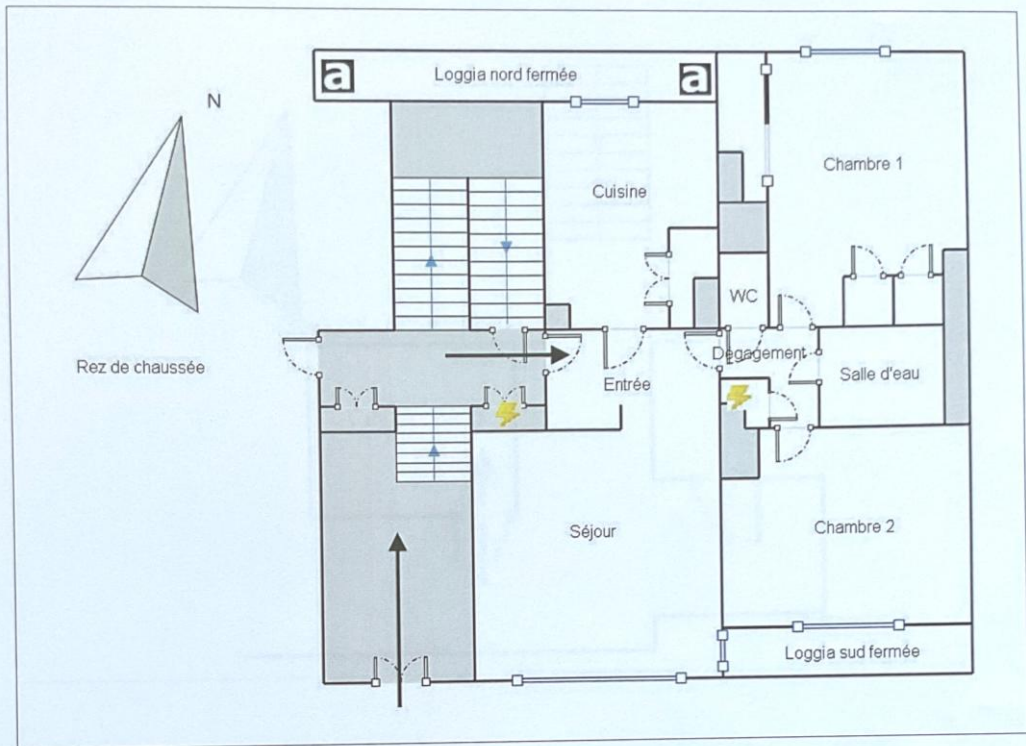 a
Loggia nord fermée
a
N
Cuisine
Chambre 1
WC
Rez de chaussée
Entrée
Dégagement
Salle d'eau
Séjour
Chambre 2
Loggia sud fermée